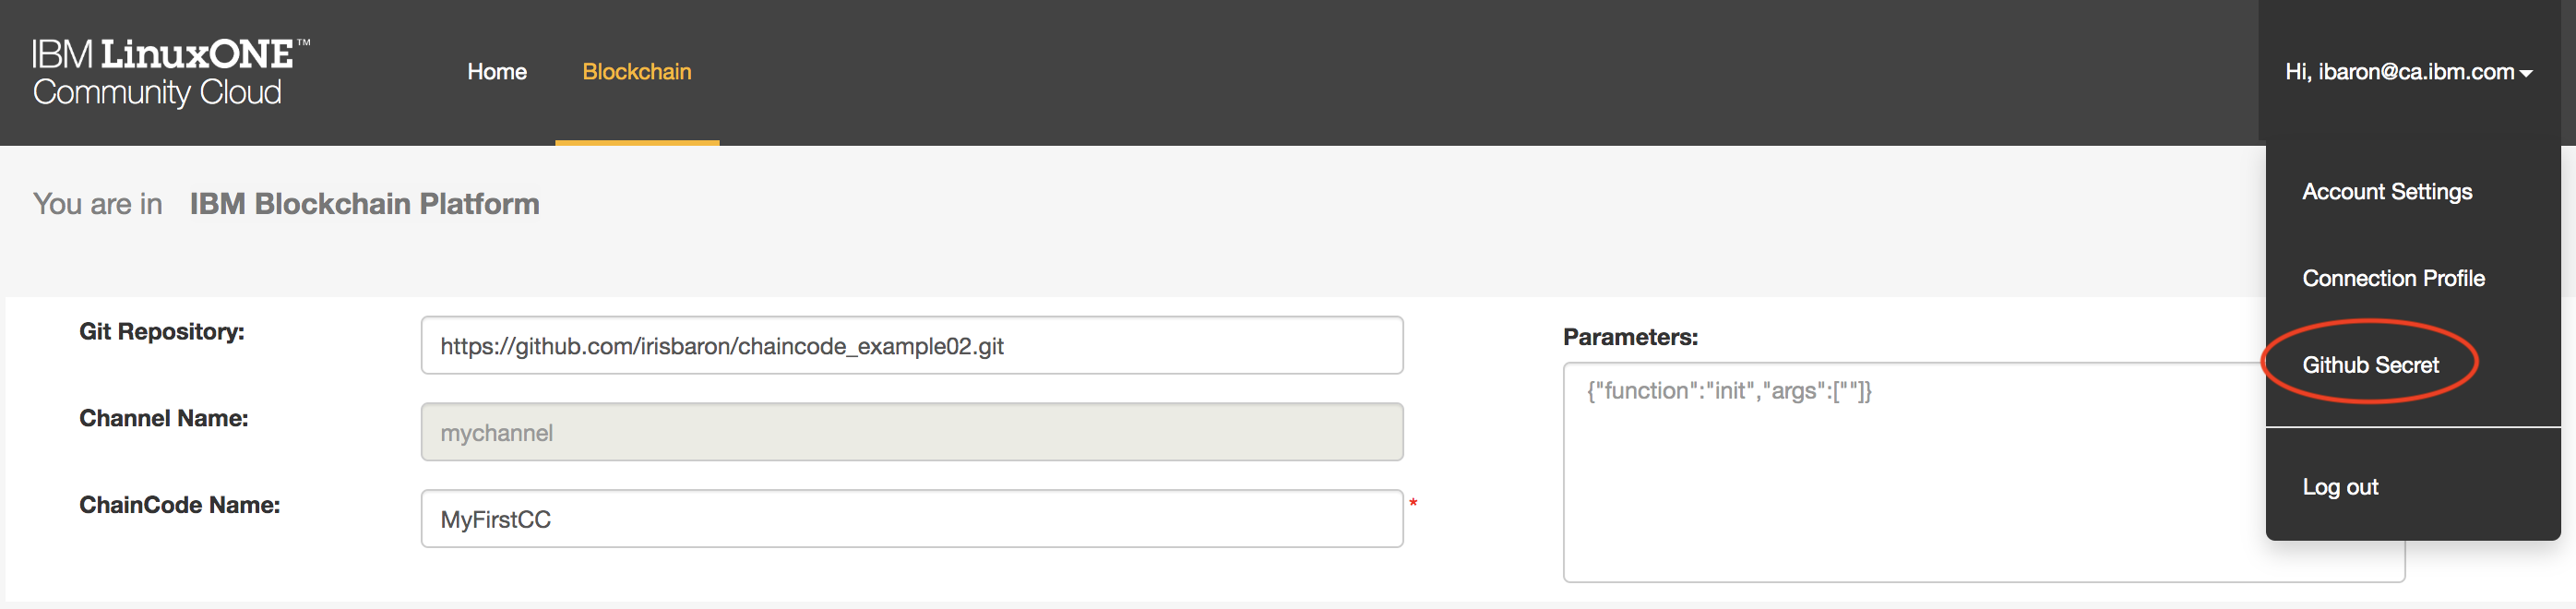 IBM LinuxONE™
Community Cloud
Home
Blockchain
Hi, ibaron@ca.ibm.com
Account Settings
Connection Profile
Github Secret
Log out
You are in IBM Blockchain Platform
Git Repository:
https://github.com/irisbaron/chaincode_example02.git
Channel Name:
mychannel
ChainCode Name:
MyFirstCC
*
Parameters:
{"function":"init","args":[""]}